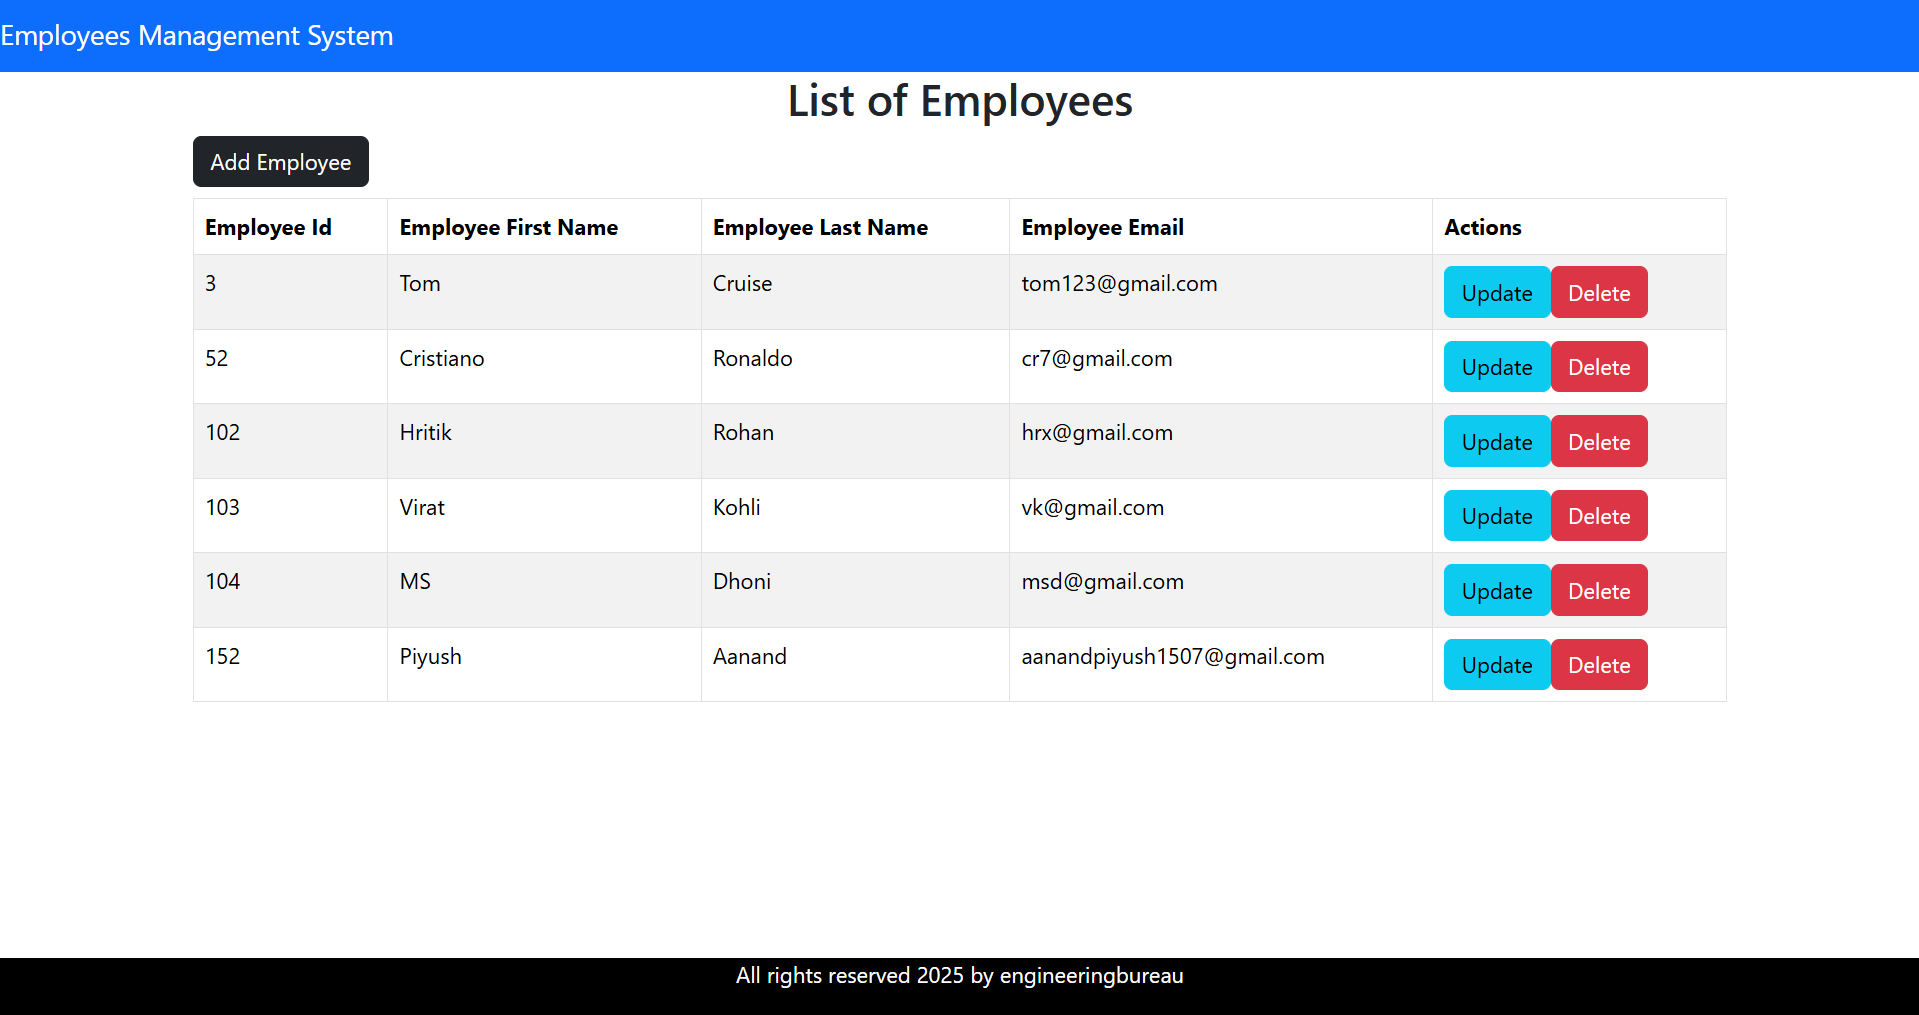 Employees Management System
List of Employees
Add Employee
Employee Id Employee First Name Employee Last Name Employee Email Actions
3 Tom Cruise tom123@gmail.com Update Delete
52 Cristiano Ronaldo cr7@gmail.com Update Delete
102 Hritik Rohan hrx@gmail.com Update Delete
103 Virat Kohli vk@gmail.com Update Delete
104 MS Dhoni msd@gmail.com Update Delete
152 Piyush Aanand aanandpiyush1507@gmail.com Update Delete
All rights reserved 2025 by engineeringbureau